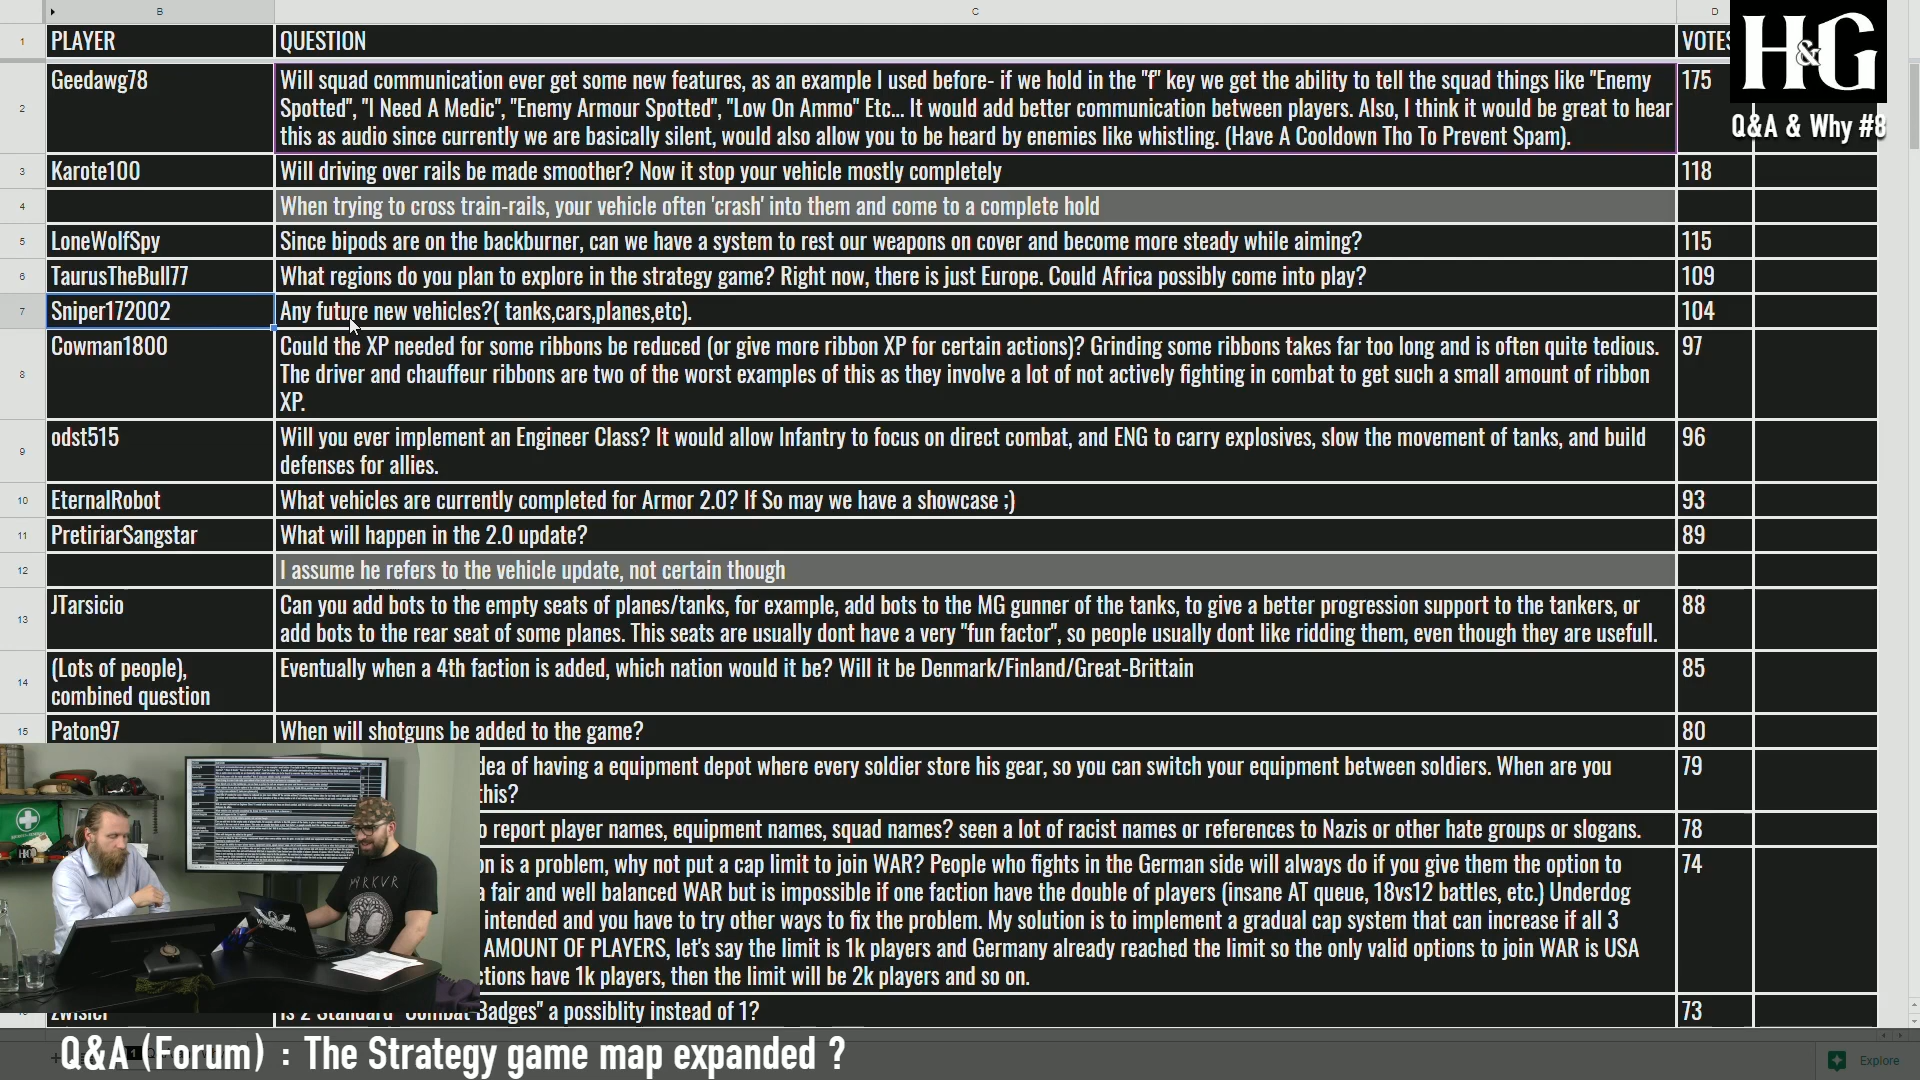 B
C
D
1
PLAYER
QUESTION
VOTES
H&G
Q&A & Why #8
2
Geedawg78
Will squad communication ever get some new features, as an example I used before- if we hold in the "f" key we get the ability to tell the squad things like "Enemy
Spotted", "I Need A Medic", "Enemy Armour Spotted", "Low On Ammo" Etc... It would add better communication between players. Also, I think it would be great to hear
this as audio since currently we are basically silent, would also allow you to be heard by enemies like whistling. (Have A Cooldown Tho To Prevent Spam).
175
3
Karote100
Will driving over rails be made smoother? Now it stop your vehicle mostly completely
118
4
When trying to cross train-rails, your vehicle often 'crash' into them and come to a complete hold
5
LoneWolfSpy
Since bipods are on the backburner, can we have a system to rest our weapons on cover and become more steady while aiming?
115
6
TaurusTheBull77
What regions do you plan to explore in the strategy game? Right now, there is just Europe. Could Africa possibly come into play?
109
7
Sniper172002
Any future new vehicles?( tanks,cars,planes,etc).
104
8
Cowman1800
Could the XP needed for some ribbons be reduced (or give more ribbon XP for certain actions)? Grinding some ribbons takes far too long and is often quite tedious.
The driver and chauffeur ribbons are two of the worst examples of this as they involve a lot of not actively fighting in combat to get such a small amount of ribbon
XP.
97
9
odst515
Will you ever implement an Engineer Class? It would allow Infantry to focus on direct combat, and ENG to carry explosives, slow the movement of tanks, and build
defenses for allies.
96
10
EternalRobot
What vehicles are currently completed for Armor 2.0? If So may we have a showcase ;)
93
11
PretiriarSangstar
What will happen in the 2.0 update?
89
12
I assume he refers to the vehicle update, not certain though
13
JTarsicio
Can you add bots to the empty seats of planes/tanks, for example, add bots to the MG gunner of the tanks, to give a better progression support to the tankers, or
add bots to the rear seat of some planes. This seats are usually dont have a very "fun factor", so people usually dont like ridding them, even though they are usefull.
88
14
(Lots of people),
combined question
Eventually when a 4th faction is added, which nation would it be? Will it be Denmark/Finland/Great-Brittain
85
15
Paton97
When will shotguns be added to the game?
80
dea of having a equipment depot where every soldier store his gear, so you can switch your equipment between soldiers. When are you
this?
79
o report player names, equipment names, squad names? seen a lot of racist names or references to Nazis or other hate groups or slogans.
78
on is a problem, why not put a cap limit to join WAR? People who fights in the German side will always do if you give them the option to
a fair and well balanced WAR but is impossible if one faction have the double of players (insane AT queue, 18vs12 battles, etc.) Underdog
intended and you have to try other ways to fix the problem. My solution is to implement a gradual cap system that can increase if all 3
AMOUNT OF PLAYERS, let's say the limit is 1k players and Germany already reached the limit so the only valid options to join WAR is USA
ctions have 1k players, then the limit will be 2k players and so on.
74
Is 2 Standard "Combat Badges" a possiblity instead of 1?
73
Q&A (Forum) : The Strategy game map expanded ?
Explore